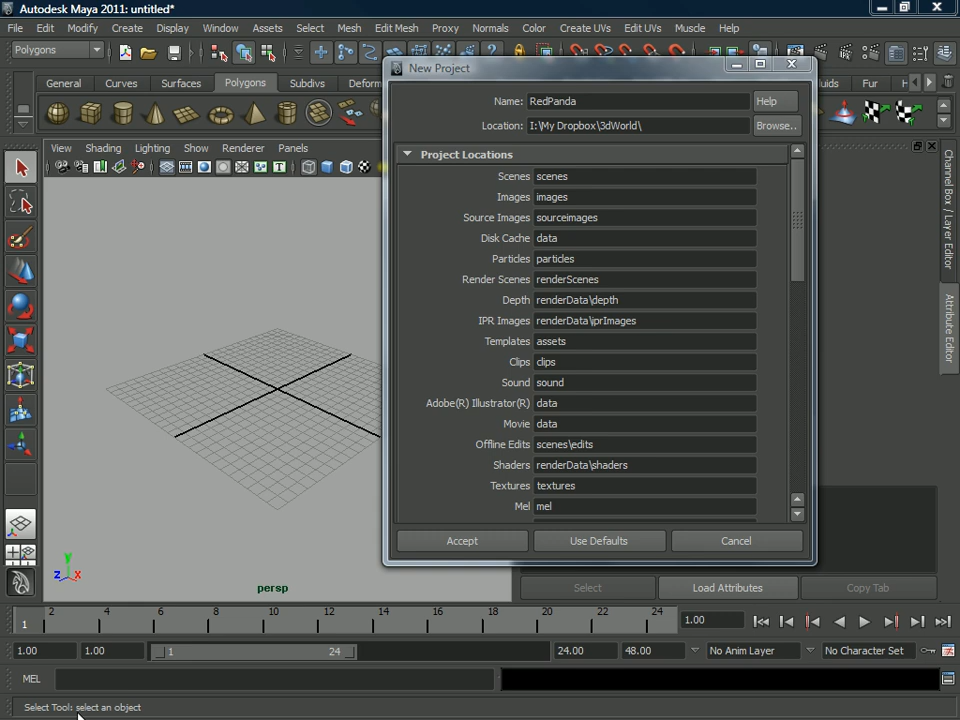 Autodesk Maya 2011: untitled*
File Edit Modify Create Display Window Assets Select Mesh Edit Mesh Proxy Normals Color Create UVs Edit UVs Muscle Help
Polygons
General Curves Surfaces Polygons Subdivs Deform uids Fur H
View Shading Lighting Show Renderer Panels
New Project
Name: RedPanda Help
Location: I:\My Dropbox\3dWorld\ Browse..
Project Locations
Scenes scenes
Images images
Source Images sourceimages
Disk Cache data
Particles particles
Render Scenes renderScenes
Depth renderData\depth
IPR Images renderData\iprImages
Templates assets
Clips clips
Sound sound
Adobe(R) Illustrator(R) data
Movie data
Offline Edits scenes\edits
Shaders renderData\shaders
Textures textures
Mel mel
Accept Use Defaults Cancel
Channel Box / Layer Editor
Attribute Editor
y
z x
persp
Select Load Attributes Copy Tab
1 2 4 6 8 10 12 14 16 18 20 22 24 1.00
1.00 1.00 1 24 24.00 48.00 No Anim Layer No Character Set
MEL
Select Tool: select an object